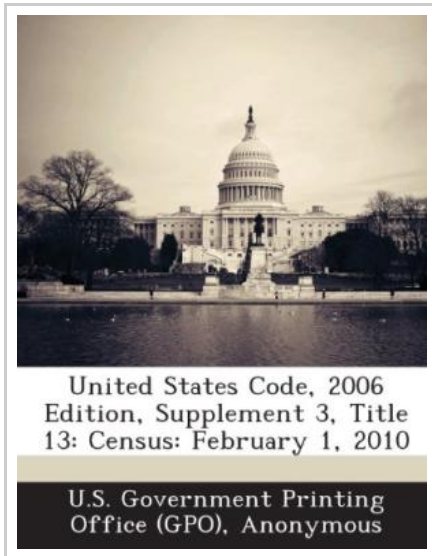 United States Code, 2006
Edition, Supplement 3, Title
13: Census: February 1, 2010
U.S. Government Printing
Office (GPO), Anonymous